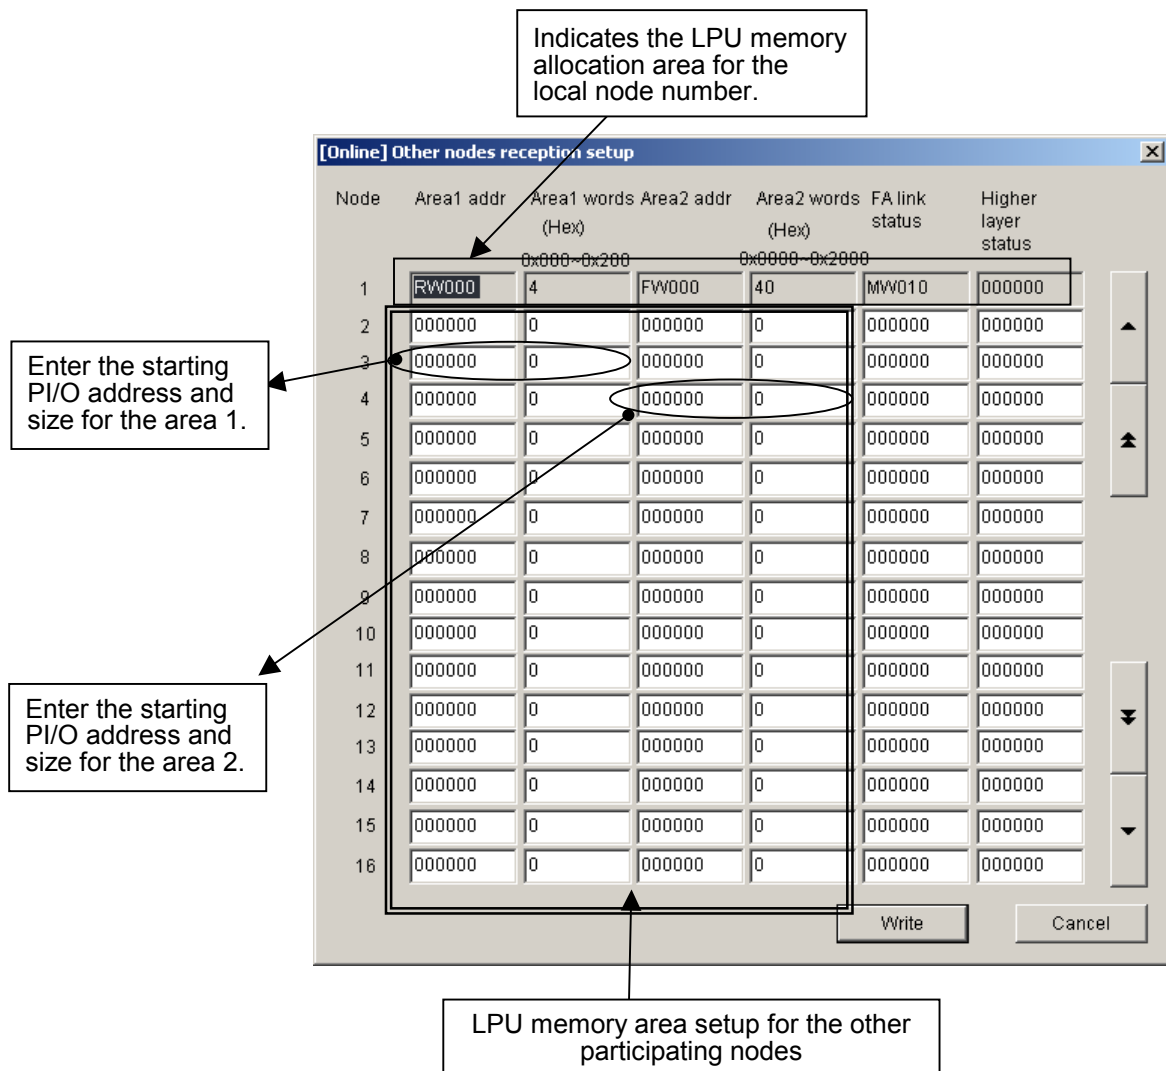 Indicates the LPU memory
allocation area for the
local node number.
[Online] Other nodes reception setup
Node Area1 addr Area1 words Area2 addr Area2 words FA link Higher
(Hex) (Hex) status layer
status
0x000~0x200 0x0000~0x2000
1 RW000 4 FW000 40 MW010 000000
2 000000 0 000000 0 000000 000000
3 000000 0 000000 0 000000 000000
4 000000 0 000000 0 000000 000000
5 000000 0 000000 0 000000 000000
6 000000 0 000000 0 000000 000000
7 000000 0 000000 0 000000 000000
8 000000 0 000000 0 000000 000000
9 000000 0 000000 0 000000 000000
10 000000 0 000000 0 000000 000000
11 000000 0 000000 0 000000 000000
12 000000 0 000000 0 000000 000000
13 000000 0 000000 0 000000 000000
14 000000 0 000000 0 000000 000000
15 000000 0 000000 0 000000 000000
16 000000 0 000000 0 000000 000000
Write Cancel
Enter the starting
PI/O address and
size for the area 1.
Enter the starting
PI/O address and
size for the area 2.
LPU memory area setup for the other
participating nodes